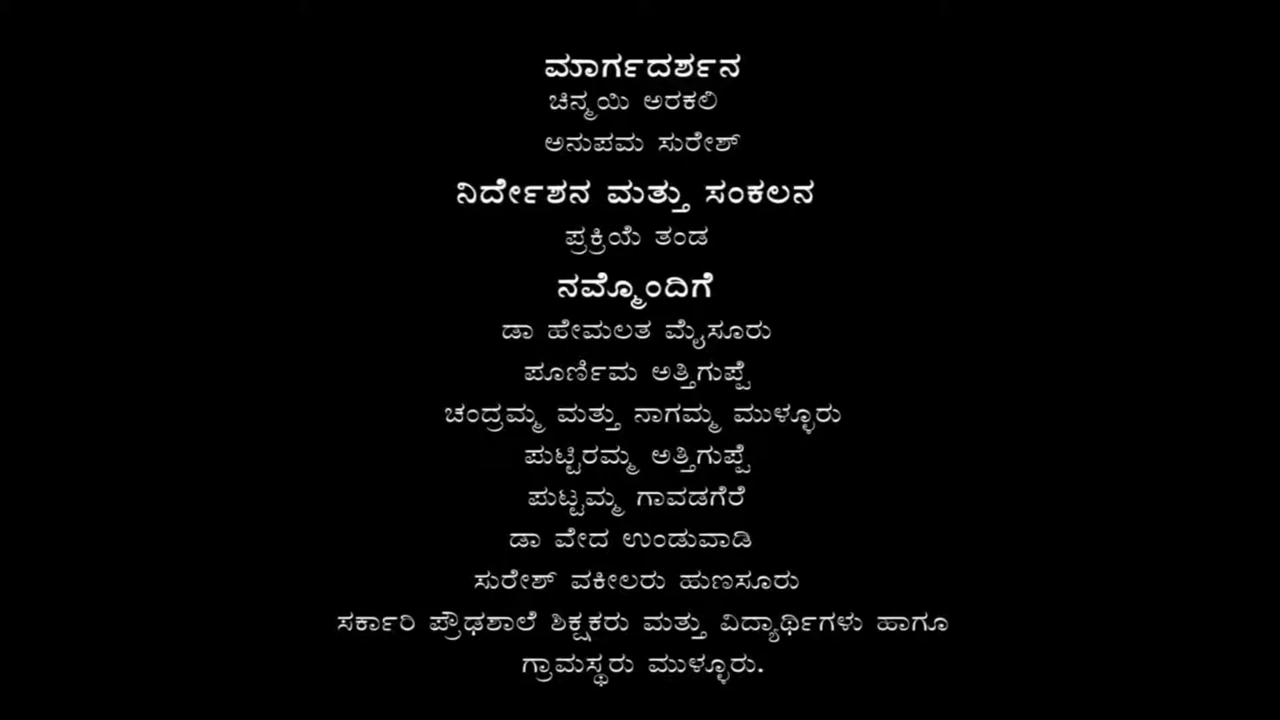 ಮಾರ್ಗದರ್ಶನ
ಚಿನ್ಮಯಿ ಅರಕಲಿ
ಅನುಪಮ ಸುರೇಶ್
ನಿರ್ದೇಶನ ಮತ್ತು ಸಂಕಲನ
ಪ್ರಕ್ರಿಯೆ ತಂಡ
ನಮ್ಮೊಂದಿಗೆ
ಡಾ ಹೇಮಲತ ಮೈಸೂರು
ಪೂರ್ಣಿಮ ಅತ್ತಿಗುಪ್ಪೆ
ಚಂದ್ರಮ್ಮ ಮತ್ತು ನಾಗಮ್ಮ ಮುಳ್ಳೂರು
ಪುಟ್ಟಿರಮ್ಮ ಅತ್ತಿಗುಪ್ಪೆ
ಪುಟ್ಟಮ್ಮ ಗಾವಡಗೆರೆ
ಡಾ ವೇದ ಉಂಡುವಾಡಿ
ಸುರೇಶ್ ವಕೀಲರು ಹುಣಸೂರು
ಸರ್ಕಾರಿ ಪ್ರೌಢಶಾಲೆ ಶಿಕ್ಷಕರು ಮತ್ತು ವಿದ್ಯಾರ್ಥಿಗಳು ಹಾಗೂ
ಗ್ರಾಮಸ್ಥರು ಮುಳ್ಳೂರು.